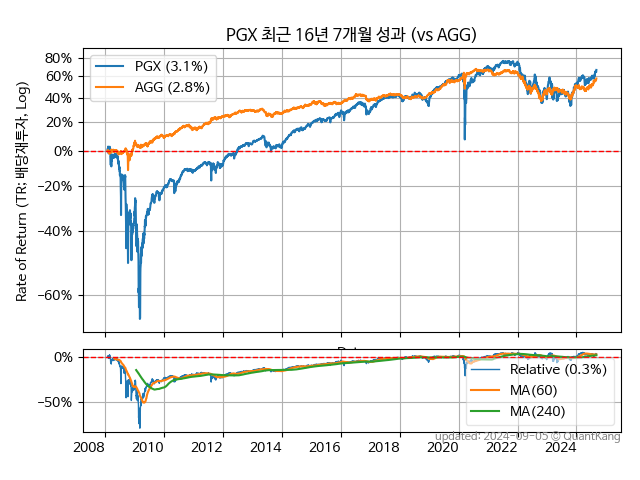 PGX 최근 16년 7개월 성과 (vs AGG)
Rate of Return (TR: 배당재투자, Log)
80%
60%
40%
20%
0%
−20%
−40%
−60%
PGX (3.1%)
AGG (2.8%)
0%
−50%
Relative (0.3%)
MA(60)
MA(240)
updated: 2024-09-05 © QuantKang
2008 2010 2012 2014 2016 2018 2020 2022 2024